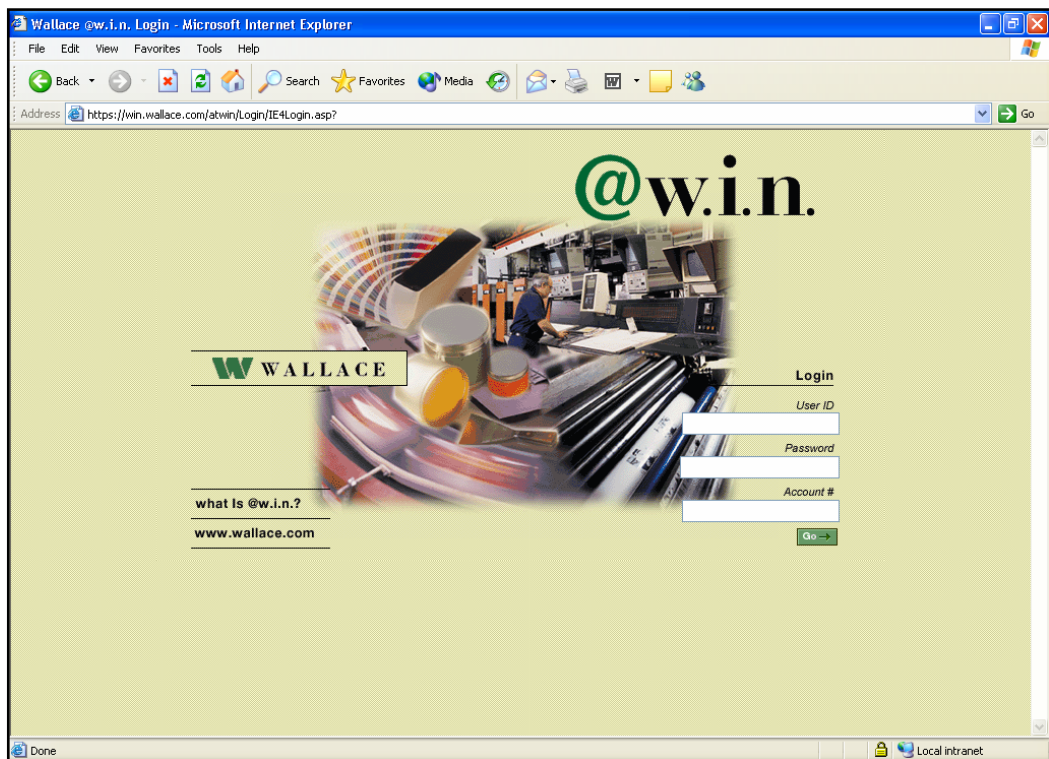 Wallace @w.i.n. Login - Microsoft Internet Explorer
File Edit View Favorites Tools Help
Back Search Favorites Media
Address https://win.wallace.com/atwin/Login/IE4Login.asp? Go
@w.i.n.
W WALLACE
Login
User ID
Password
Account #
Go
what Is @w.i.n.?
www.wallace.com
Done Local intranet